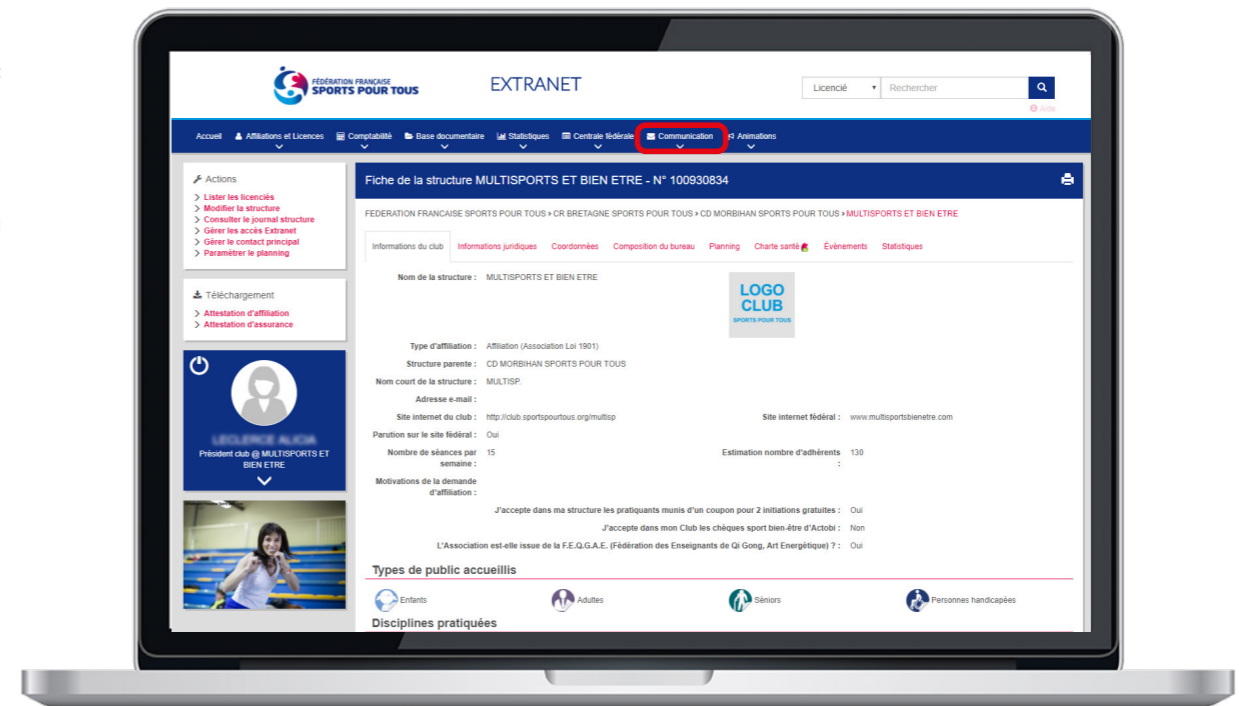 FÉDÉRATION FRANÇAISE
SPORTS POUR TOUS
EXTRANET
Licencié
Rechercher
Aide
Accueil
Affiliations et Licences
Comptabilité
Base documentaire
Statistiques
Centrale fédérale
Communication
Animations
Actions
> Lister les licenciés
> Modifier la structure
> Consulter le journal structure
> Gérer les accès Extranet
> Gérer le contact principal
> Paramétrer le planning
Téléchargement
> Attestation d'affiliation
> Attestation d'assurance
LECLERCE ALICIA
Président club @ MULTISPORTS ET
BIEN ETRE
Fiche de la structure MULTISPORTS ET BIEN ETRE - N° 100930834
FEDERATION FRANCAISE SPORTS POUR TOUS > CR BRETAGNE SPORTS POUR TOUS > CD MORBIHAN SPORTS POUR TOUS > MULTISPORTS ET BIEN ETRE
Informations du club
Informations juridiques
Coordonnées
Composition du bureau
Planning
Charte santé
Évènements
Statistiques
Nom de la structure : MULTISPORTS ET BIEN ETRE
LOGO
CLUB
SPORTS POUR TOUS
Type d'affiliation : Affiliation (Association Loi 1901)
Structure parente : CD MORBIHAN SPORTS POUR TOUS
Nom court de la structure : MULTISP.
Adresse e-mail :
Site internet du club : http://club.sportspourtous.org/multisp
Site internet fédéral : www.multisportsbienetre.com
Parution sur le site fédéral : Oui
Nombre de séances par
semaine :
15
Estimation nombre d'adhérents
:
130
Motivations de la demande
d'affiliation :
J'accepte dans ma structure les pratiquants munis d'un coupon pour 2 initiations gratuites : Oui
J'accepte dans mon Club les chèques sport bien-être d'Actobi : Non
L'Association est-elle issue de la F.E.Q.G.A.E. (Fédération des Enseignants de Qi Gong, Art Energétique) ? : Oui
Types de public accueillis
Enfants
Adultes
Séniors
Personnes handicapées
Disciplines pratiquées